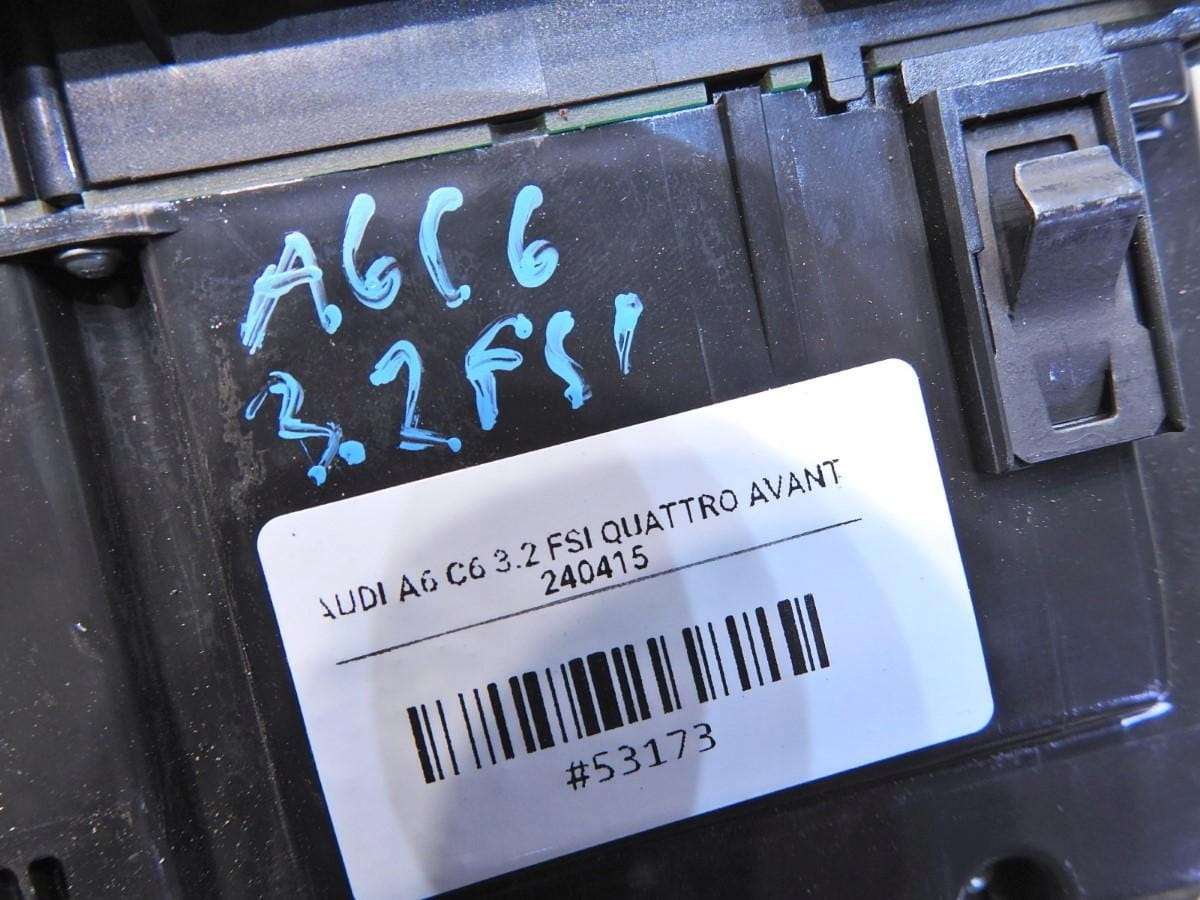 A6C6
3.2FSI
AUDI A6 C6 3.2 FSI QUATTRO AVANT
240415
#53173